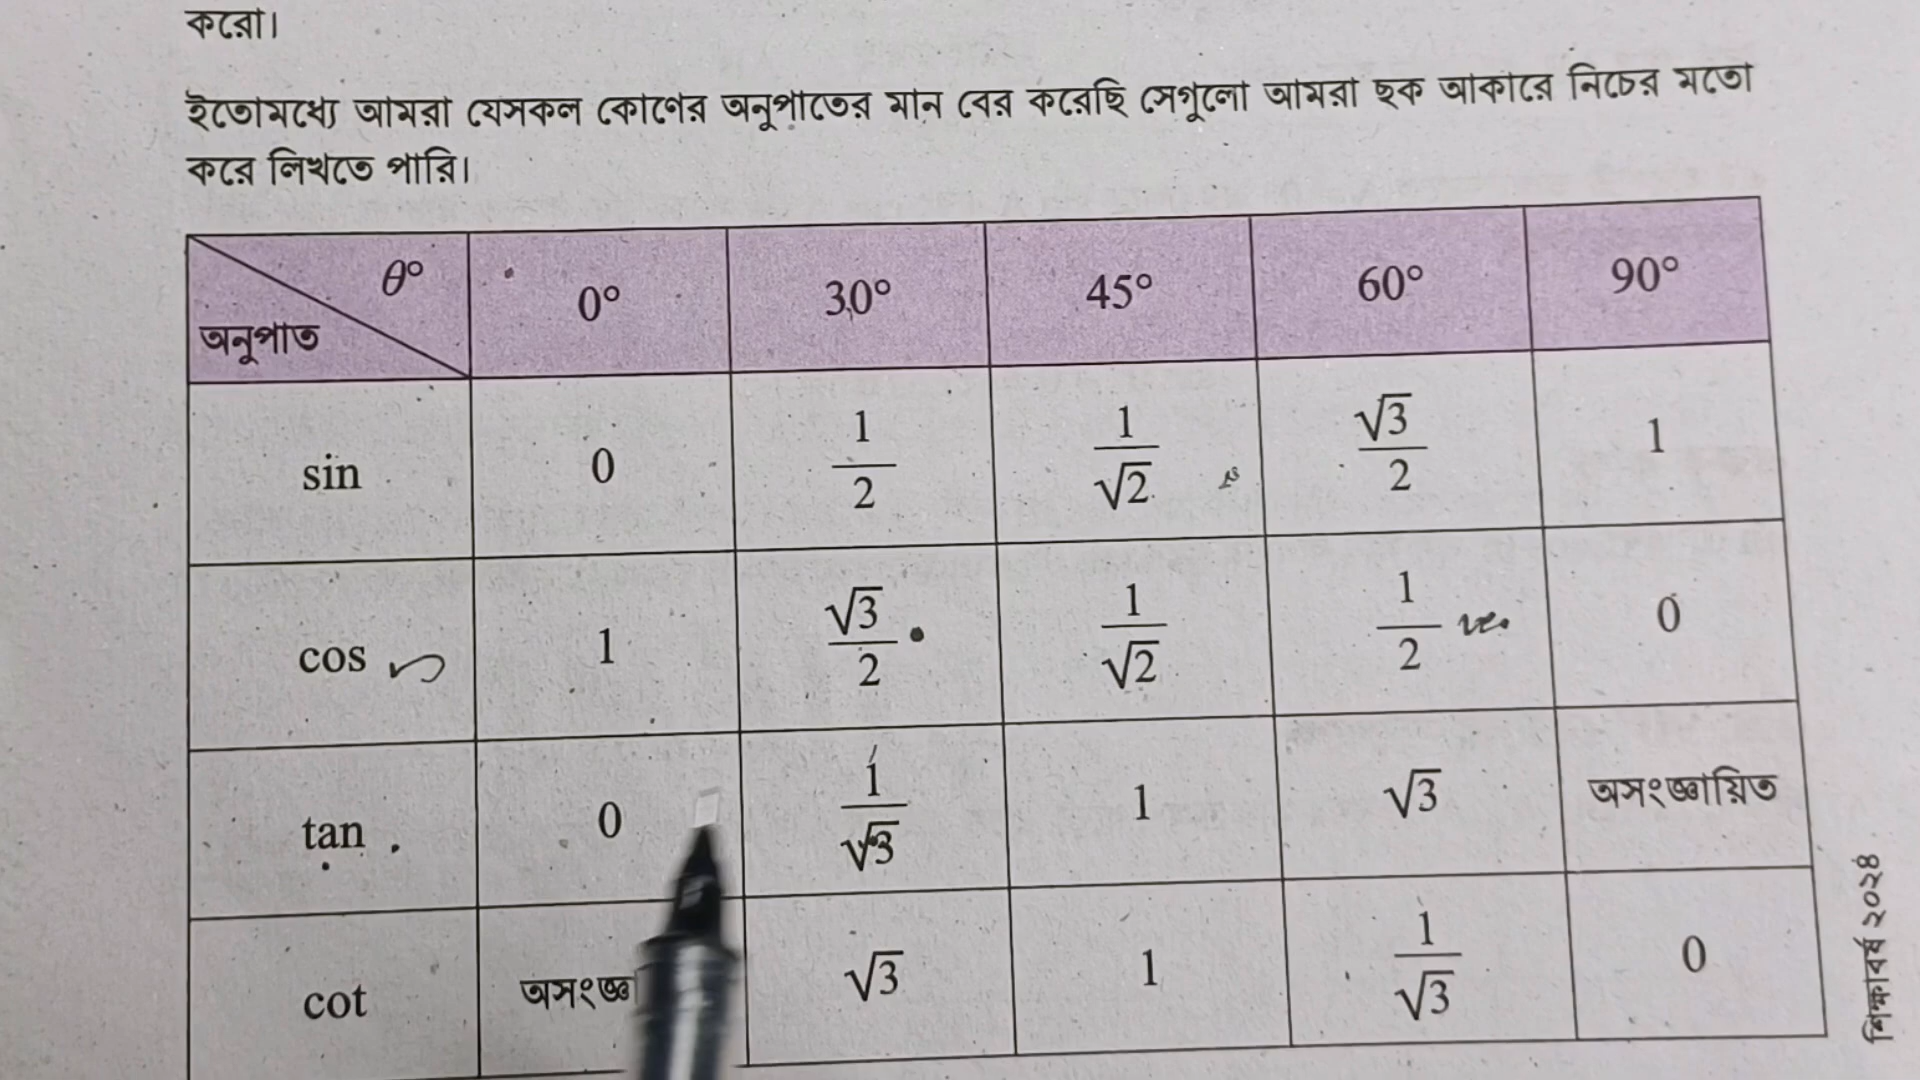 করো।
ইতোমধ্যে আমরা যেসকল কোণের অনুপাতের মান বের করেছি সেগুলো আমরা ছক আকারে নিচের মতো
করে লিখতে পারি।
θ° অনুপাত 0° 30° 45° 60° 90°
sin 0 1/2 1/√2 √3/2 1
cos 1 √3/2 1/√2 1/2 0
tan 0 1/√3 1 √3 অসংজ্ঞায়িত
cot √3 1 1/√3 0
শিক্ষাবর্ষ ২০২৪